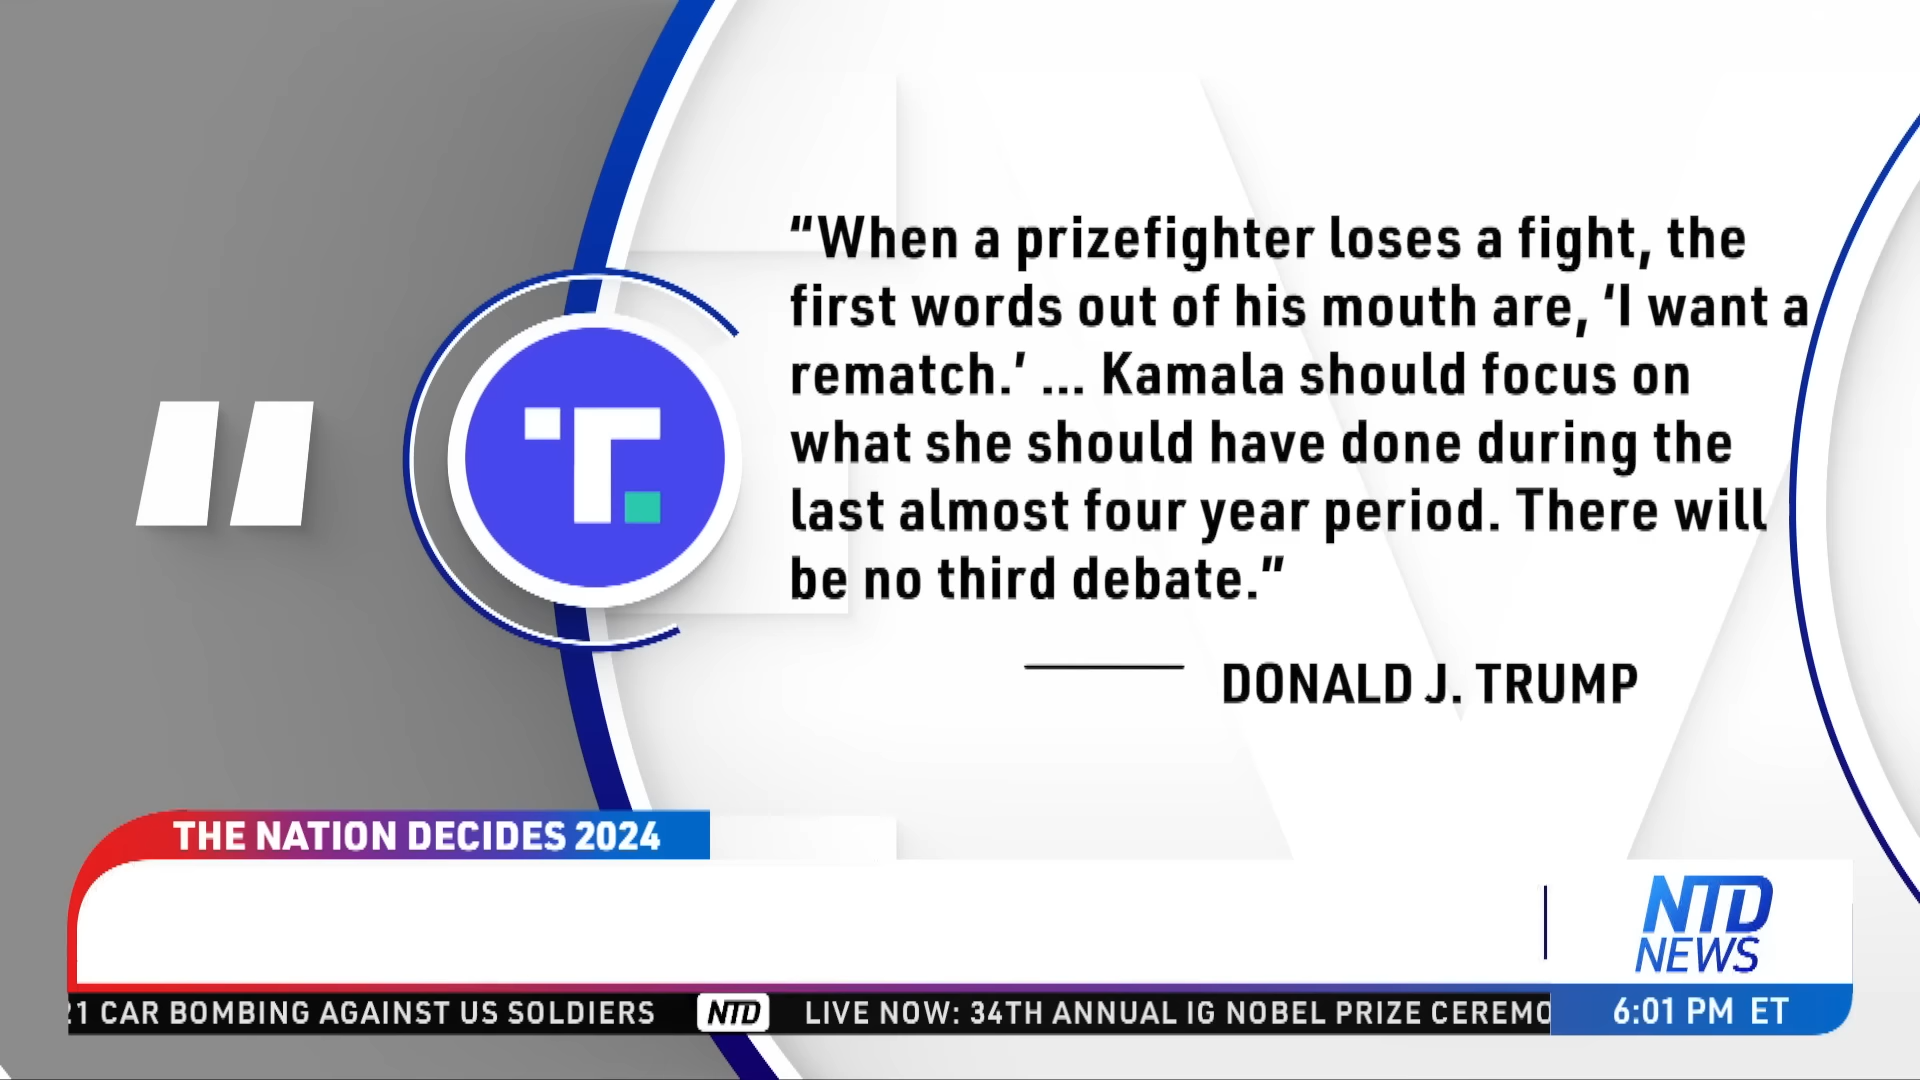 “When a prizefighter loses a fight, the
first words out of his mouth are, ‘I want a
rematch.’ ... Kamala should focus on
what she should have done during the
last almost four year period. There will
be no third debate.”
DONALD J. TRUMP
THE NATION DECIDES 2024
NTD
NEWS
1 CAR BOMBING AGAINST US SOLDIERS NTD LIVE NOW: 34TH ANNUAL IG NOBEL PRIZE CEREMO
6:01 PM ET